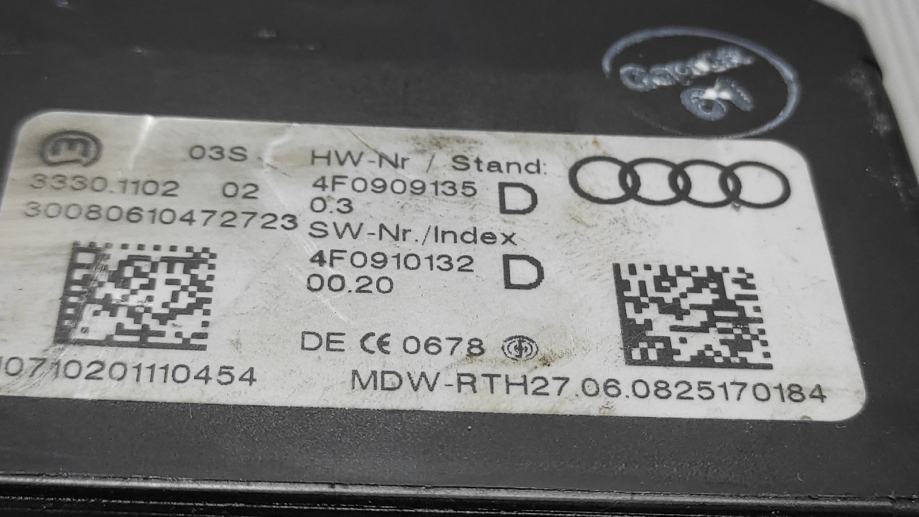 03S
3330.1102 02
30080610472723
HW-Nr / Stand:
4F0909135 D
0.3
SW-Nr./Index
4F0910132 D
00.20
DE CE 0678
10710201110454
MDW-RTH27.06.0825170184